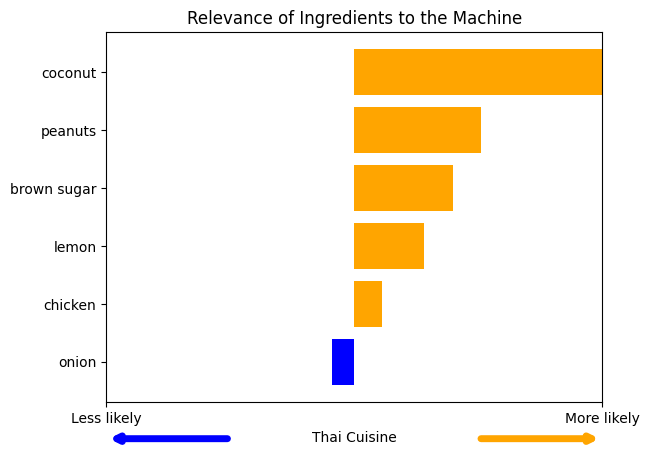 Relevance of Ingredients to the Machine
coconut
peanuts
brown sugar
lemon
chicken
onion
Less likely
More likely
Thai Cuisine